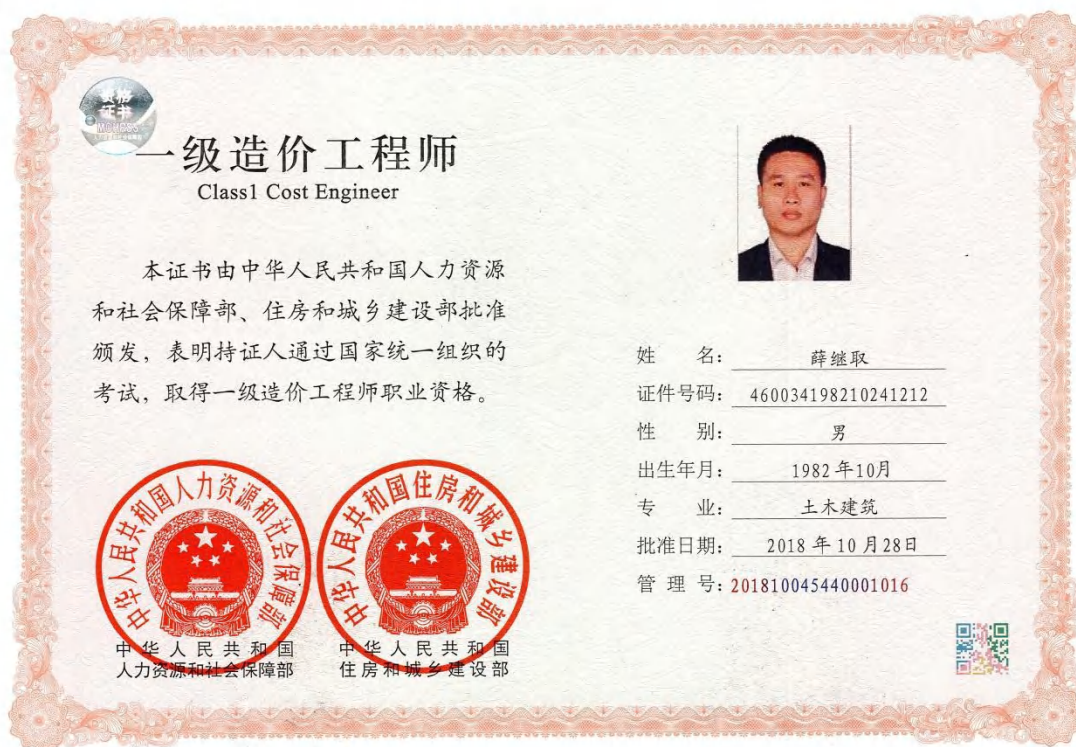 资格
证书
MOHRSS
一级造价工程师
Class1 Cost Engineer
本证书由中华人民共和国人力资源
和社会保障部、住房和城乡建设部批准
颁发，表明持证人通过国家统一组织的
考试，取得一级造价工程师职业资格。
中华人民共和国人力资源和社会保障部
中华人民共和国住房和城乡建设部
中华人民共和国
人力资源和社会保障部
中华人民共和国
住房和城乡建设部
姓 名：薛继取
证件号码：460034198210241212
性 别：男
出生年月：1982年10月
专 业：土木建筑
批准日期：2018年10月28日
管 理 号：201810045440001016